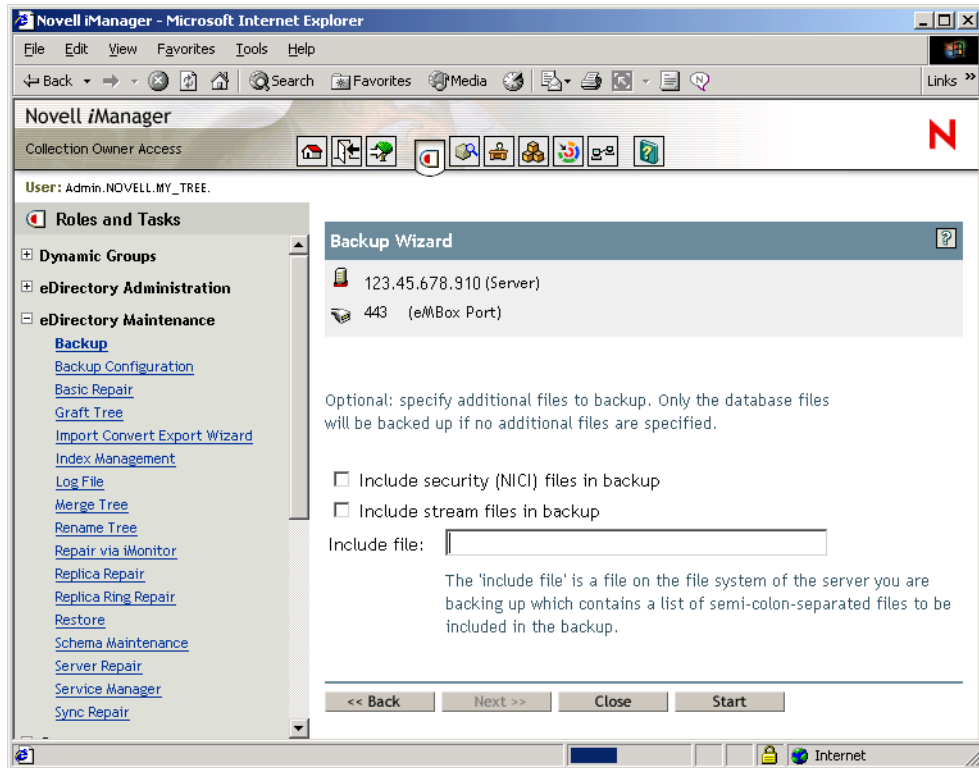 Novell iManager - Microsoft Internet Explorer
File Edit View Favorites Tools Help
Back Search Favorites Media Links »
Novell iManager
Collection Owner Access
N
User: Admin.NOVELL.MY_TREE.
Roles and Tasks
Dynamic Groups
eDirectory Administration
eDirectory Maintenance
Backup
Backup Configuration
Basic Repair
Graft Tree
Import Convert Export Wizard
Index Management
Log File
Merge Tree
Rename Tree
Repair via iMonitor
Replica Repair
Replica Ring Repair
Restore
Schema Maintenance
Server Repair
Service Manager
Sync Repair
Backup Wizard
?
123.45.678.910 (Server)
443 (eMBox Port)
Optional: specify additional files to backup. Only the database files
will be backed up if no additional files are specified.
Include security (NICI) files in backup
Include stream files in backup
Include file:
The 'include file' is a file on the file system of the server you are
backing up which contains a list of semi-colon-separated files to be
included in the backup.
<< Back Next >> Close Start
Internet